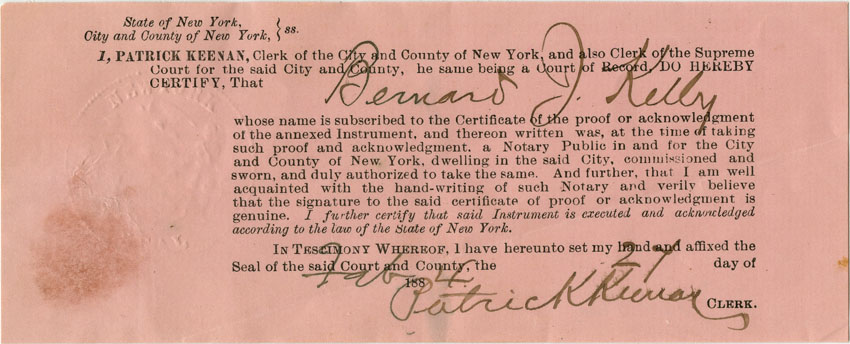 State of New York,
City and County of New York, } ss.
I, PATRICK KEENAN, Clerk of the City and County of New York, and also Clerk of the Supreme
Court for the said City and County, he same being a Court of Record, DO HEREBY
CERTIFY, That Bernard J. Kelly
whose name is subscribed to the Certificate of the proof or acknowledgment
of the annexed Instrument, and thereon written was, at the time of taking
such proof and acknowledgment. a Notary Public in and for the City
and County of New York, dwelling in the said City, commissioned and
sworn, and duly authorized to take the same. And further, that I am well
acquainted with the hand-writing of such Notary and verily believe
that the signature to the said certificate of proof or acknowledgment is
genuine. I further certify that said Instrument is executed and acknowledged
according to the law of the State of New York.
IN TESTIMONY WHEREOF, I have hereunto set my hand and affixed the
Seal of the said Court and County, the 27 day of
Feb 1884.
Patrick Keenan CLERK.